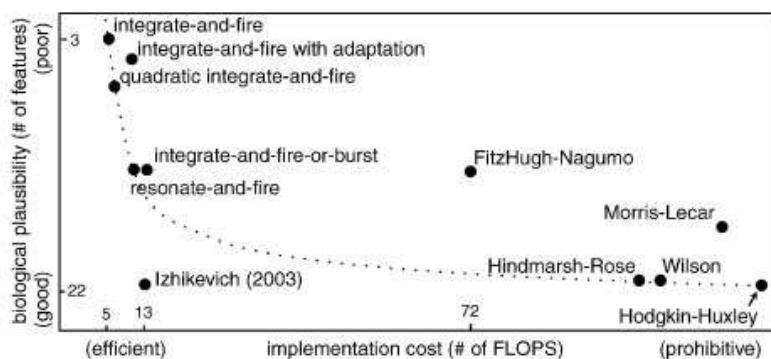 biological plausibility (# of features)
(poor)
(good)
3
22
integrate-and-fire
integrate-and-fire with adaptation
quadratic integrate-and-fire
integrate-and-fire-or-burst
resonate-and-fire
FitzHugh-Nagumo
Morris-Lecar
Hindmarsh-Rose
Wilson
Izhikevich (2003)
Hodgkin-Huxley
5
13
72
(efficient)
implementation cost (# of FLOPS)
(prohibitive)